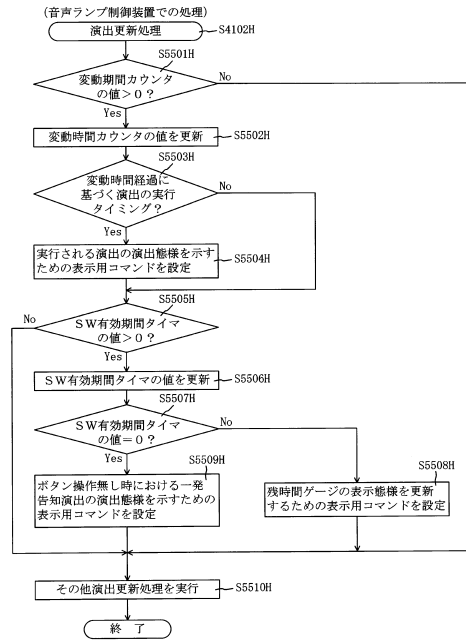 (音声ランプ制御装置での処理)
演出更新処理
S4102H
S5501H
変動期間カウンタ
の値>0?
No
Yes
変動時間カウンタの値を更新
S5502H
S5503H
変動時間経過に
基づく演出の実行
タイミング?
No
Yes
実行される演出の演出態様を示す
ための表示用コマンドを設定
S5504H
S5505H
No
SW有効期間タイマ
の値>0?
Yes
SW有効期間タイマの値を更新
S5506H
S5507H
SW有効期間タイマ
の値=0?
No
Yes
S5509H
ボタン操作無し時における一発
告知演出の演出態様を示すための
表示用コマンドを設定
S5508H
残時間ゲージの表示態様を更新
するための表示用コマンドを設定
その他演出更新処理を実行
S5510H
終了